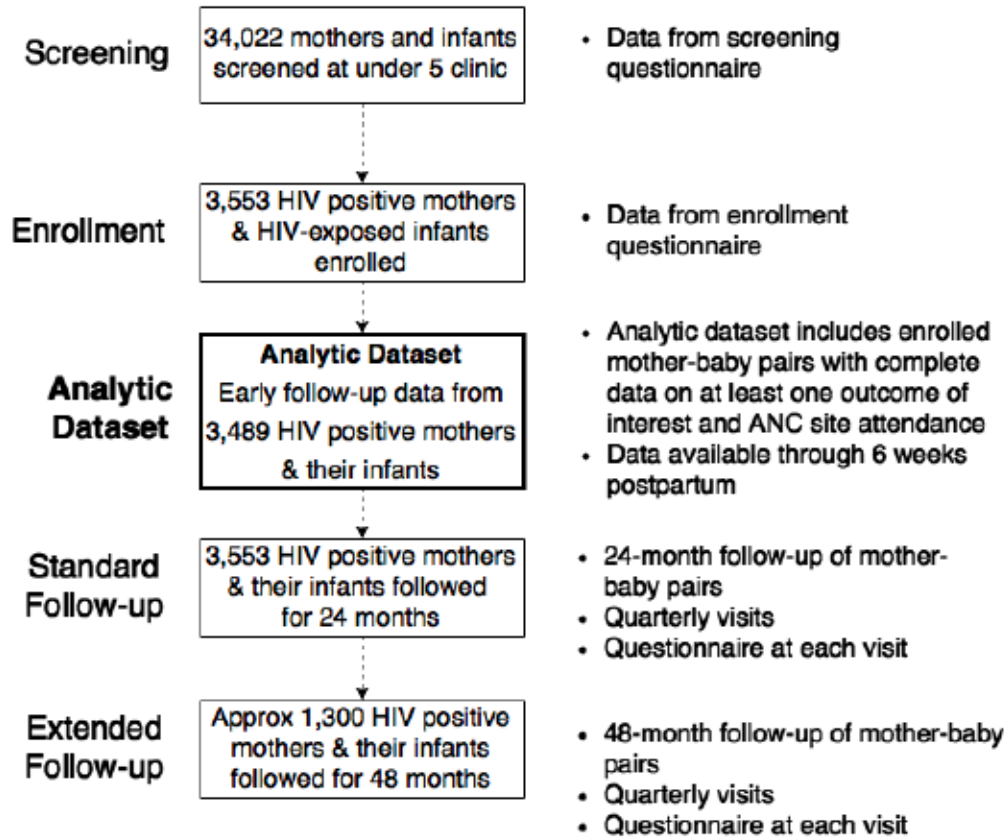 Screening
34,022 mothers and infants
screened at under 5 clinic
• Data from screening
questionnaire
Enrollment
3,553 HIV positive mothers
& HIV-exposed infants
enrolled
• Data from enrollment
questionnaire
Analytic
Dataset
Analytic Dataset
Early follow-up data from
3,489 HIV positive mothers
& their infants
• Analytic dataset includes enrolled
mother-baby pairs with complete
data on at least one outcome of
interest and ANC site attendance
• Data available through 6 weeks
postpartum
Standard
Follow-up
3,553 HIV positive mothers
& their infants followed
for 24 months
• 24-month follow-up of mother-
baby pairs
• Quarterly visits
• Questionnaire at each visit
Extended
Follow-up
Approx 1,300 HIV positive
mothers & their infants
followed for 48 months
• 48-month follow-up of mother-baby
pairs
• Quarterly visits
• Questionnaire at each visit